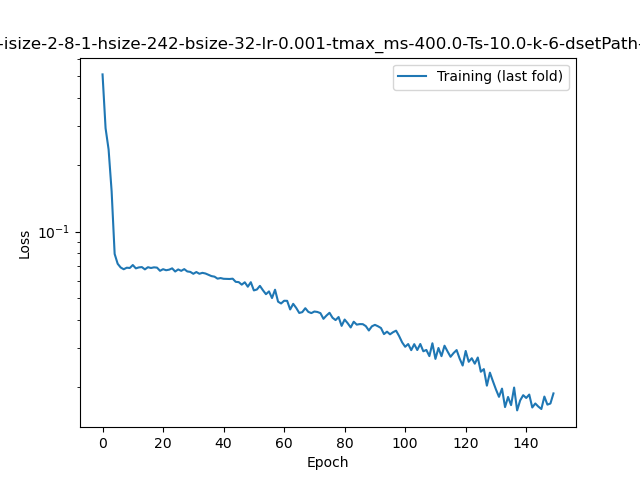 -isize-2-8-1-hsize-242-bsize-32-lr-0.001-tmax_ms-400.0-Ts-10.0-k-6-dsetPath-
Training (last fold)
Loss
10⁻¹
0 20 40 60 80 100 120 140
Epoch